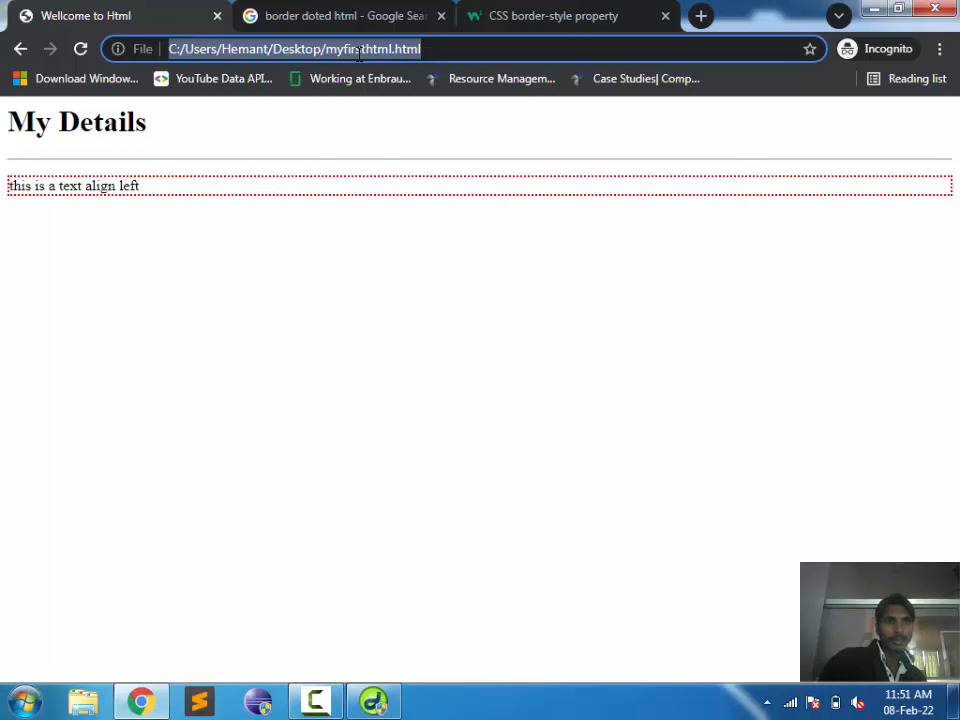 Wellcome to Html
border doted html - Google Sear
CSS border-style property
File
C:/Users/Hemant/Desktop/myfirsthtml.html
Incognito
Download Window...
YouTube Data API...
Working at Enbrau...
Resource Managem...
Case Studies| Comp...
Reading list
My Details
this is a text align left
11:51 AM
08-Feb-22